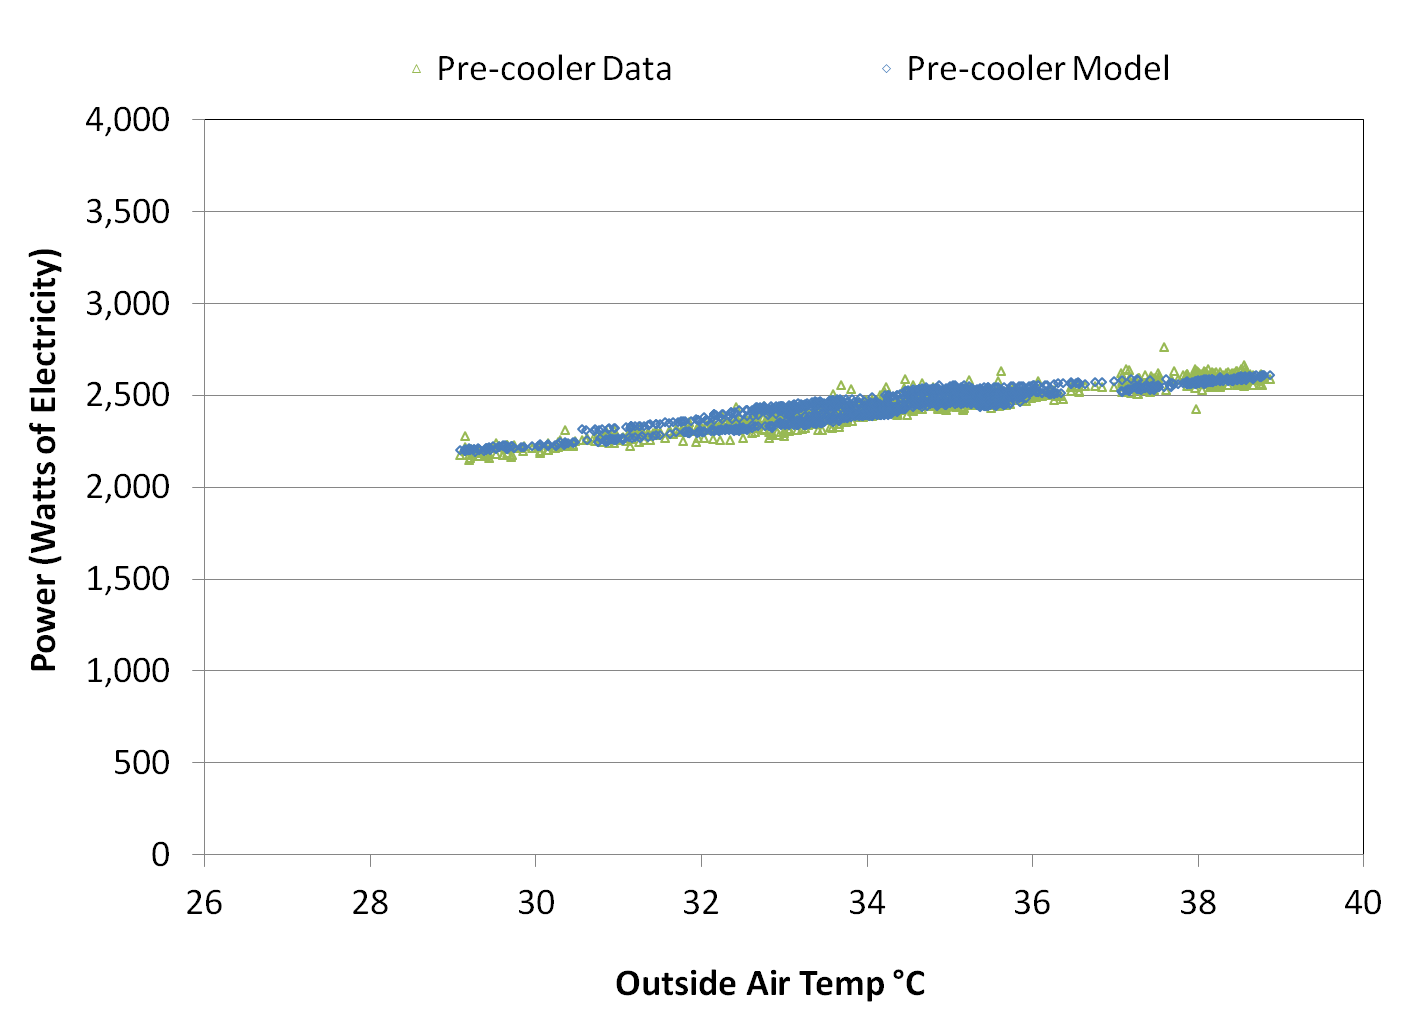 Pre-cooler Data
Pre-cooler Model
4,000
3,500
3,000
2,500
2,000
1,500
1,000
500
0
Power (Watts of Electricity)
26 28 30 32 34 36 38 40
Outside Air Temp °C